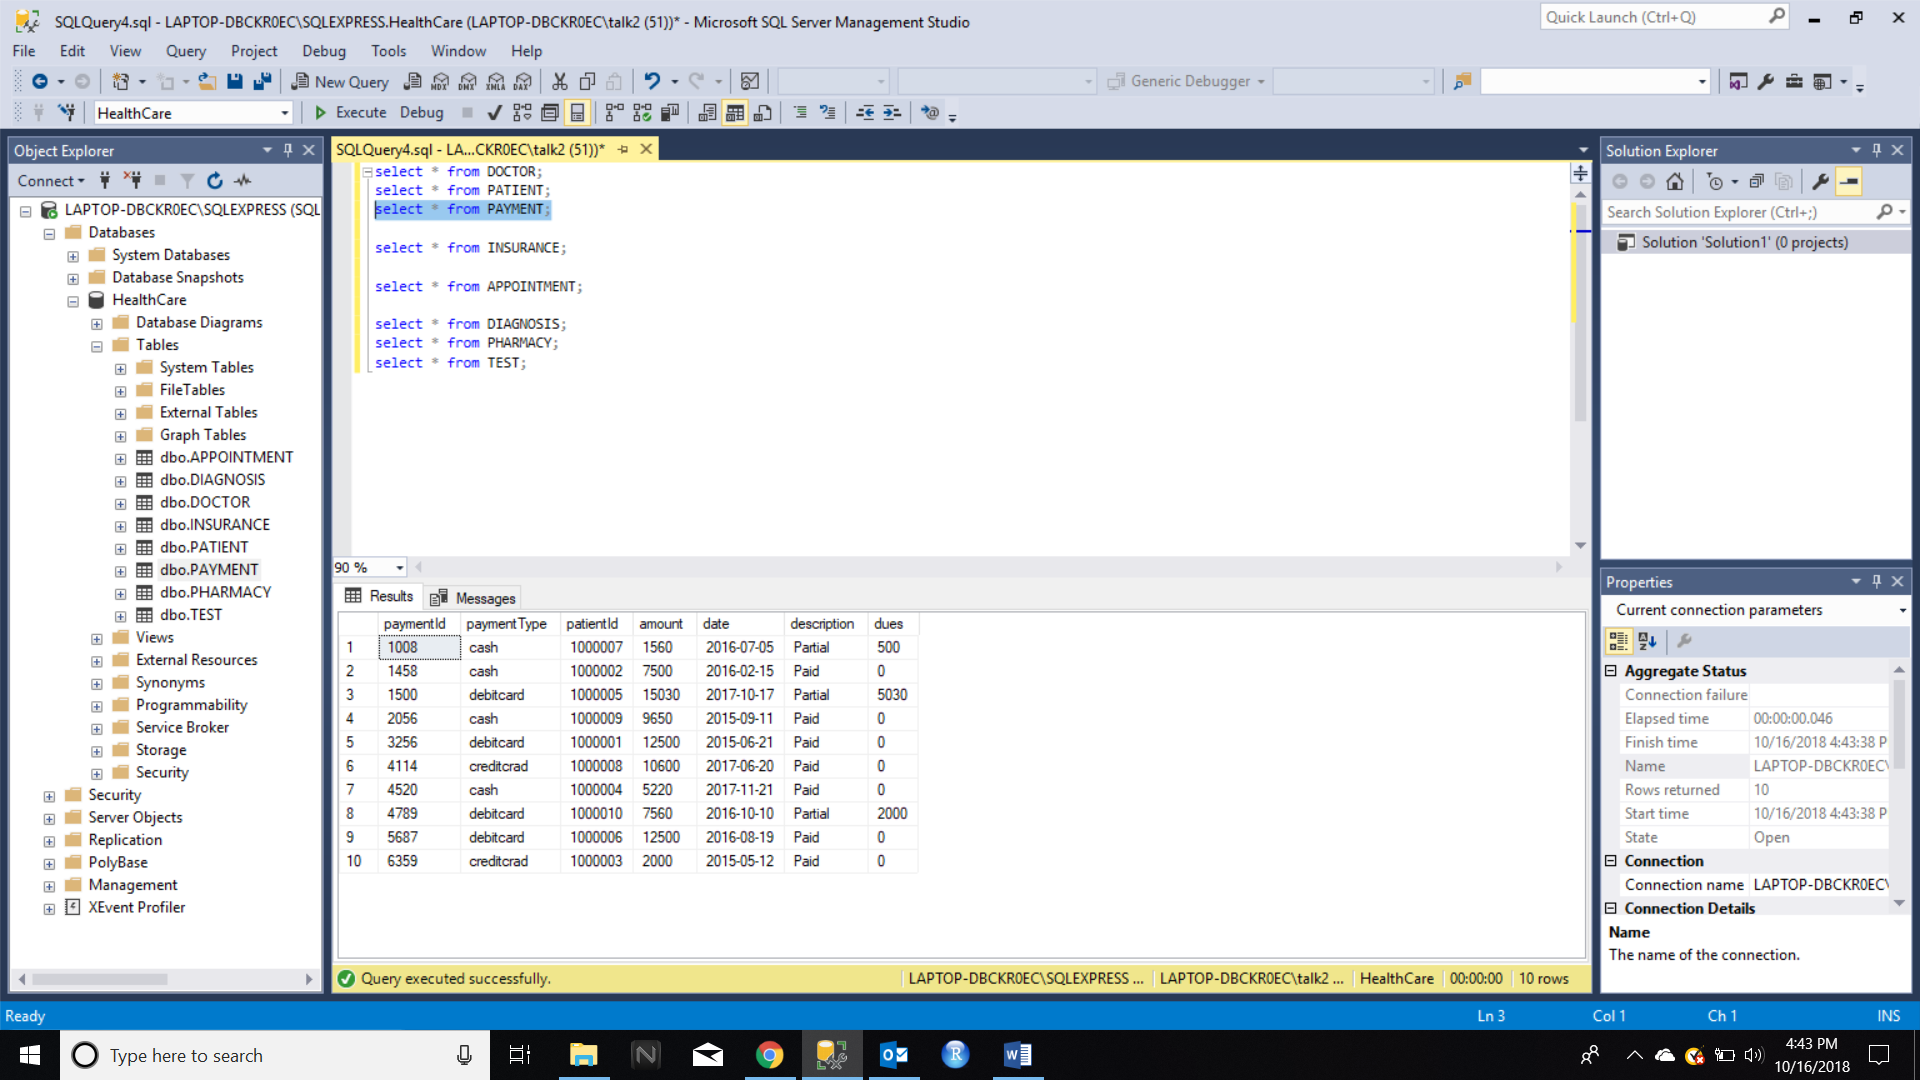 SQLQuery4.sql - LAPTOP-DBCKR0EC\SQLEXPRESS.HealthCare (LAPTOP-DBCKR0EC\talk2 (51))* - Microsoft SQL Server Management Studio
Quick Launch (Ctrl+Q)
File Edit View Query Project Debug Tools Window Help
New Query MDX DMX XMLA DAX Generic Debugger
HealthCare Execute Debug
Object Explorer
Connect
LAPTOP-DBCKR0EC\SQLEXPRESS (SQL
Databases
System Databases
Database Snapshots
HealthCare
Database Diagrams
Tables
System Tables
FileTables
External Tables
Graph Tables
dbo.APPOINTMENT
dbo.DIAGNOSIS
dbo.DOCTOR
dbo.INSURANCE
dbo.PATIENT
dbo.PAYMENT
dbo.PHARMACY
dbo.TEST
Views
External Resources
Synonyms
Programmability
Service Broker
Storage
Security
Security
Server Objects
Replication
PolyBase
Management
XEvent Profiler
SQLQuery4.sql - LA...CKR0EC\talk2 (51))*
select * from DOCTOR;
select * from PATIENT;
select * from PAYMENT;
select * from INSURANCE;
select * from APPOINTMENT;
select * from DIAGNOSIS;
select * from PHARMACY;
select * from TEST;
90 %
Results Messages
paymentId paymentType patientId amount date description dues
1 1008 cash 1000007 1560 2016-07-05 Partial 500
2 1458 cash 1000002 7500 2016-02-15 Paid 0
3 1500 debitcard 1000005 15030 2017-10-17 Partial 5030
4 2056 cash 1000009 9650 2015-09-11 Paid 0
5 3256 debitcard 1000001 12500 2015-06-21 Paid 0
6 4114 creditcrad 1000008 10600 2017-06-20 Paid 0
7 4520 cash 1000004 5220 2017-11-21 Paid 0
8 4789 debitcard 1000010 7560 2016-10-10 Partial 2000
9 5687 debitcard 1000006 12500 2016-08-19 Paid 0
10 6359 creditcrad 1000003 2000 2015-05-12 Paid 0
Query executed successfully. LAPTOP-DBCKR0EC\SQLEXPRESS ... LAPTOP-DBCKR0EC\talk2 ... HealthCare 00:00:00 10 rows
Solution Explorer
Search Solution Explorer (Ctrl+;)
Solution 'Solution1' (0 projects)
Properties
Current connection parameters
Aggregate Status
Connection failure
Elapsed time 00:00:00.046
Finish time 10/16/2018 4:43:38 P
Name LAPTOP-DBCKR0EC\
Rows returned 10
Start time 10/16/2018 4:43:38 P
State Open
Connection
Connection name LAPTOP-DBCKR0EC\
Connection Details
Name
The name of the connection.
Ready Ln 3 Col 1 Ch 1 INS
Type here to search
4:43 PM
10/16/2018